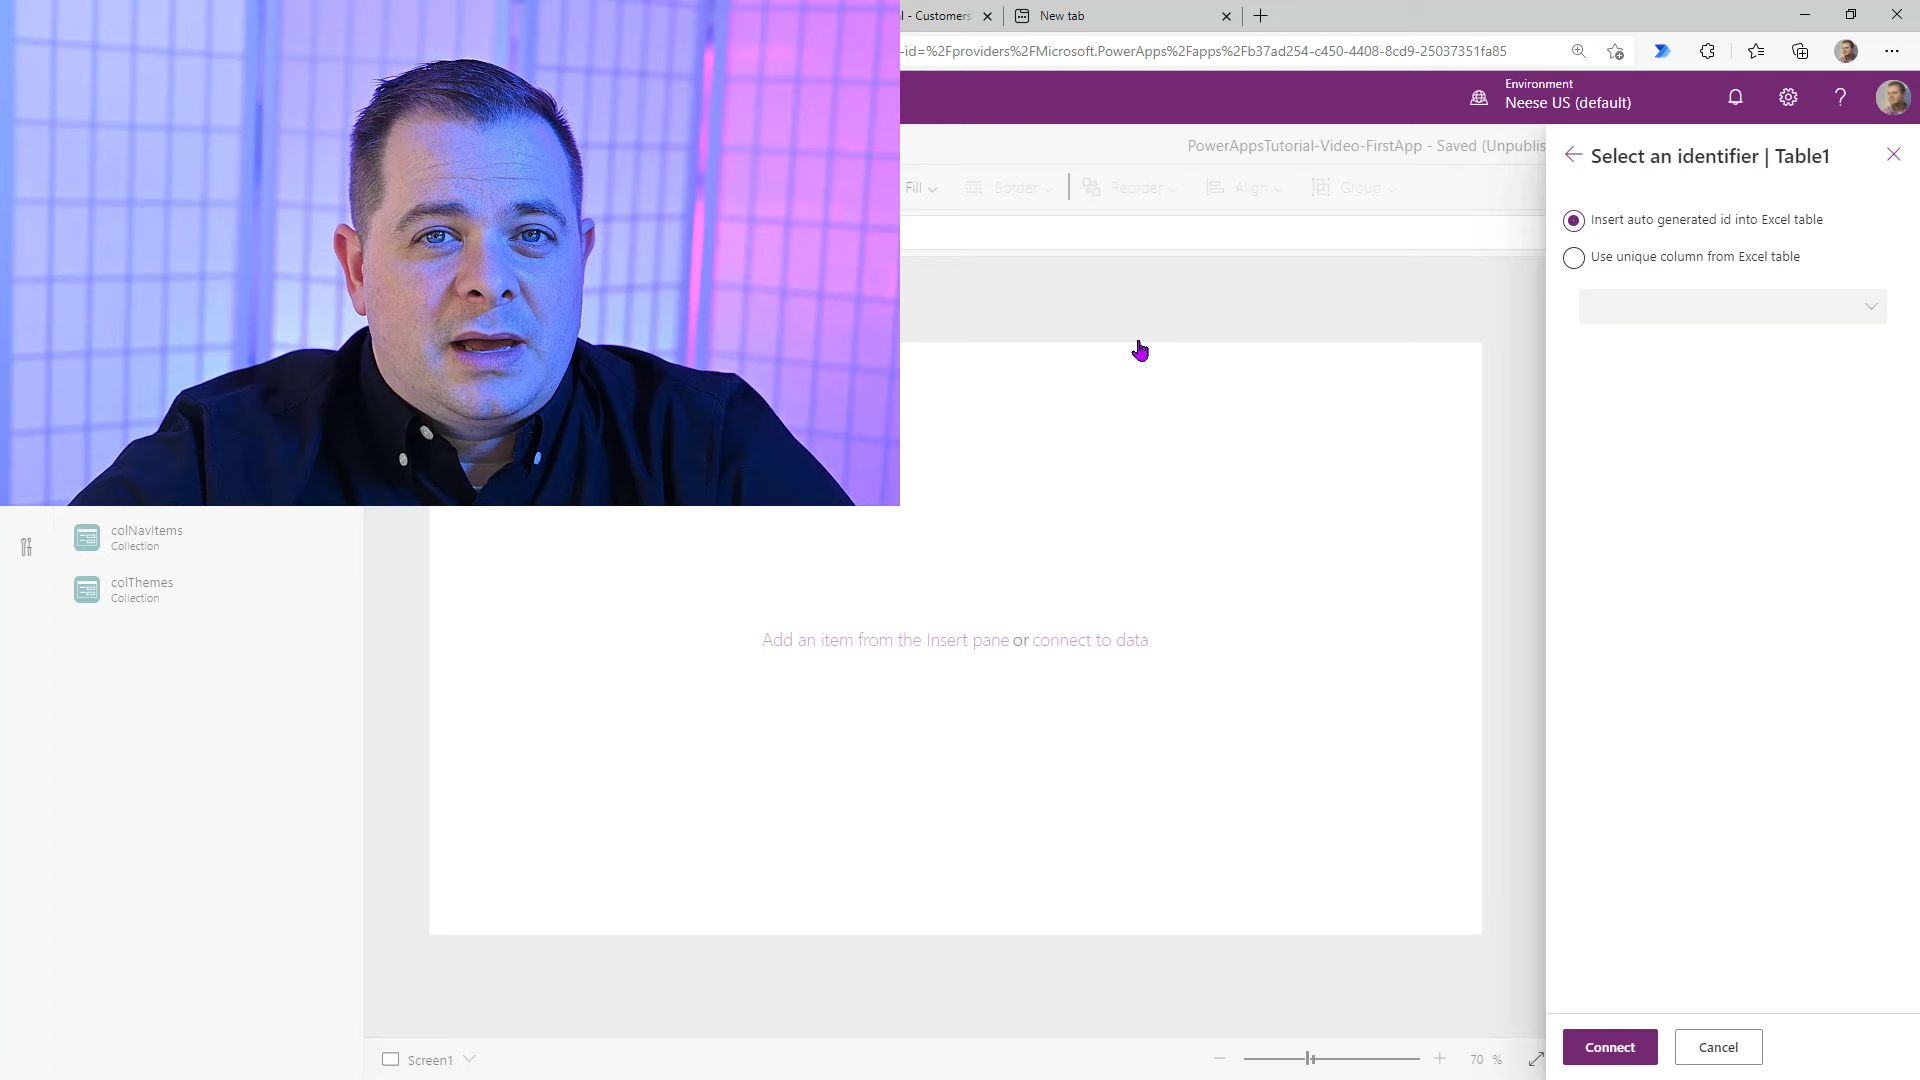 l - Customers
New tab
-id=%2Fproviders%2FMicrosoft.PowerApps%2Fapps%2Fb37ad254-c450-4408-8cd9-25037351fa85
Environment
Neese US (default)
PowerAppsTutorial-Video-FirstApp - Saved (Unpublis
Select an identifier | Table1
Fill
Border
Reorder
Align
Group
Insert auto generated id into Excel table
Use unique column from Excel table
colNavItems
Collection
colThemes
Collection
Add an item from the Insert pane or connect to data
Screen1
70 %
Connect
Cancel